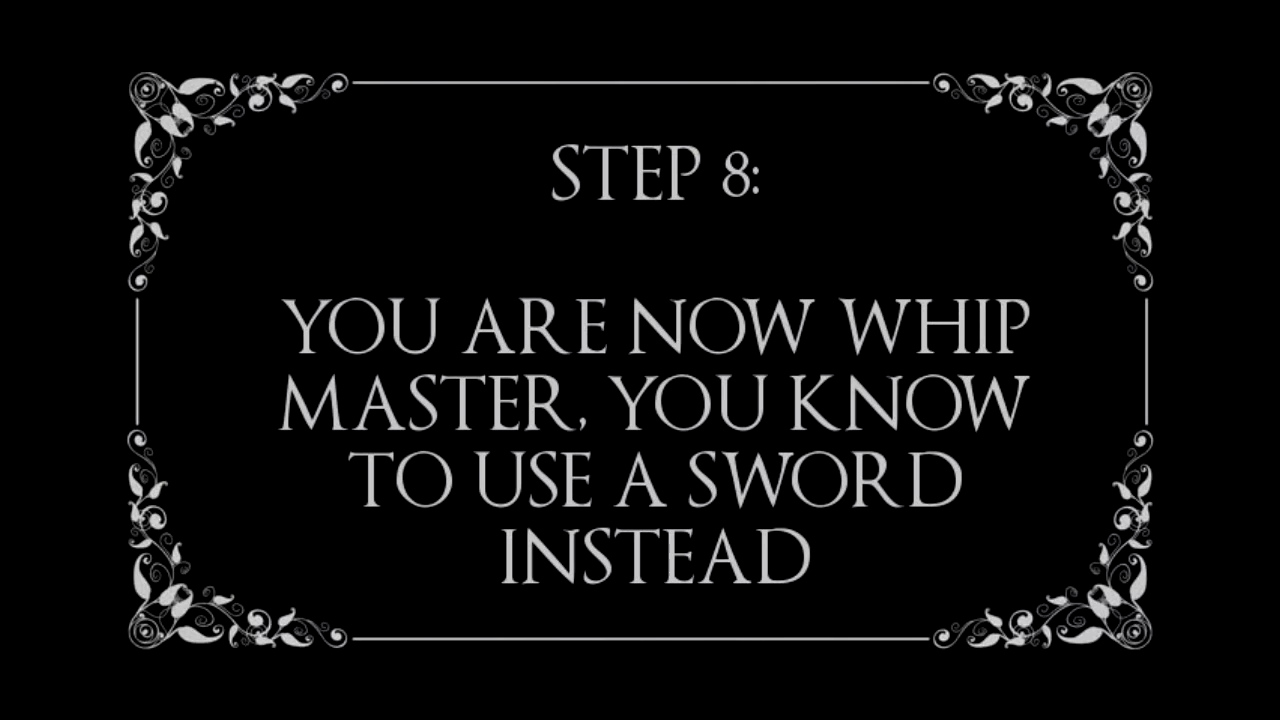 STEP 8:
YOU ARE NOW WHIP
MASTER, YOU KNOW
TO USE A SWORD
INSTEAD